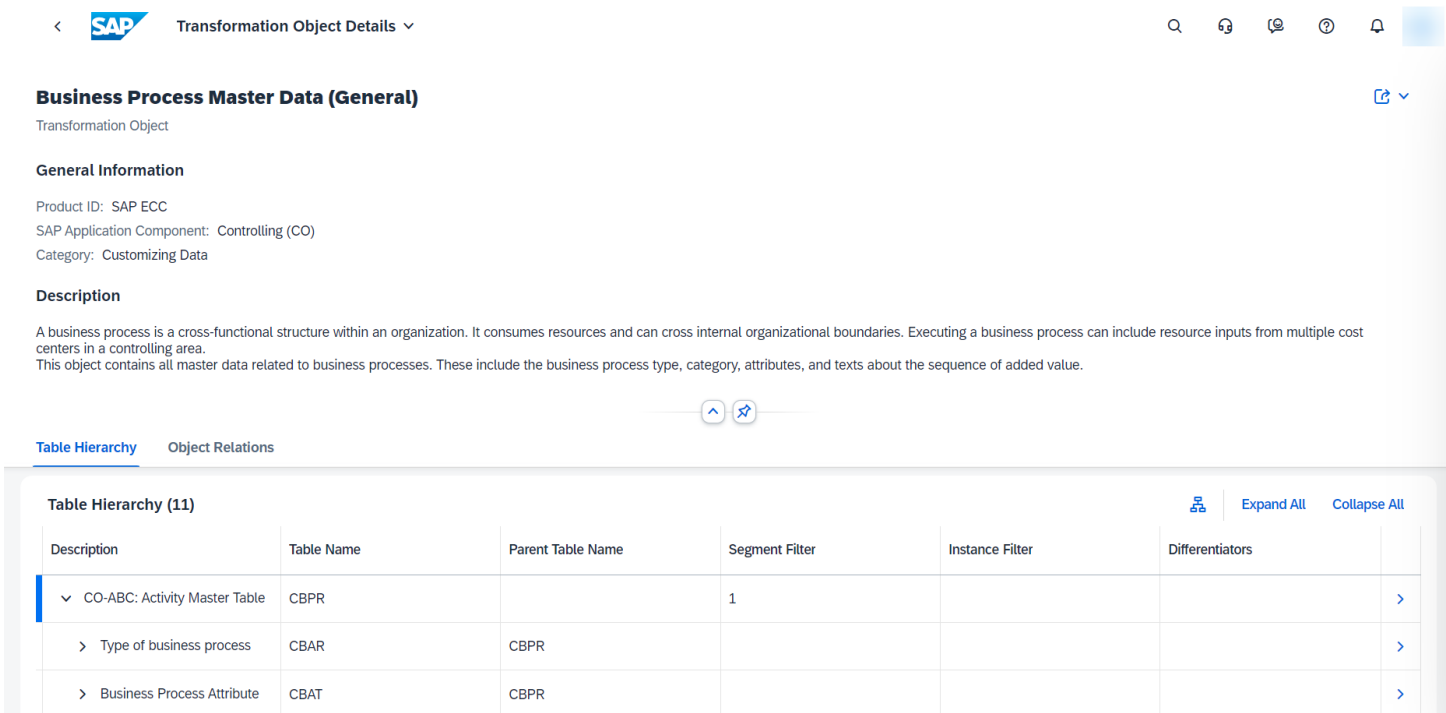 SAP Transformation Object Details
Business Process Master Data (General)
Transformation Object
General Information
Product ID: SAP ECC
SAP Application Component: Controlling (CO)
Category: Customizing Data
Description
A business process is a cross-functional structure within an organization. It consumes resources and can cross internal organizational boundaries. Executing a business process can include resource inputs from multiple cost
centers in a controlling area.
This object contains all master data related to business processes. These include the business process type, category, attributes, and texts about the sequence of added value.
Table Hierarchy Object Relations
Table Hierarchy (11) Expand All Collapse All
Description Table Name Parent Table Name Segment Filter Instance Filter Differentiators
CO-ABC: Activity Master Table CBPR 1
Type of business process CBAR CBPR
Business Process Attribute CBAT CBPR